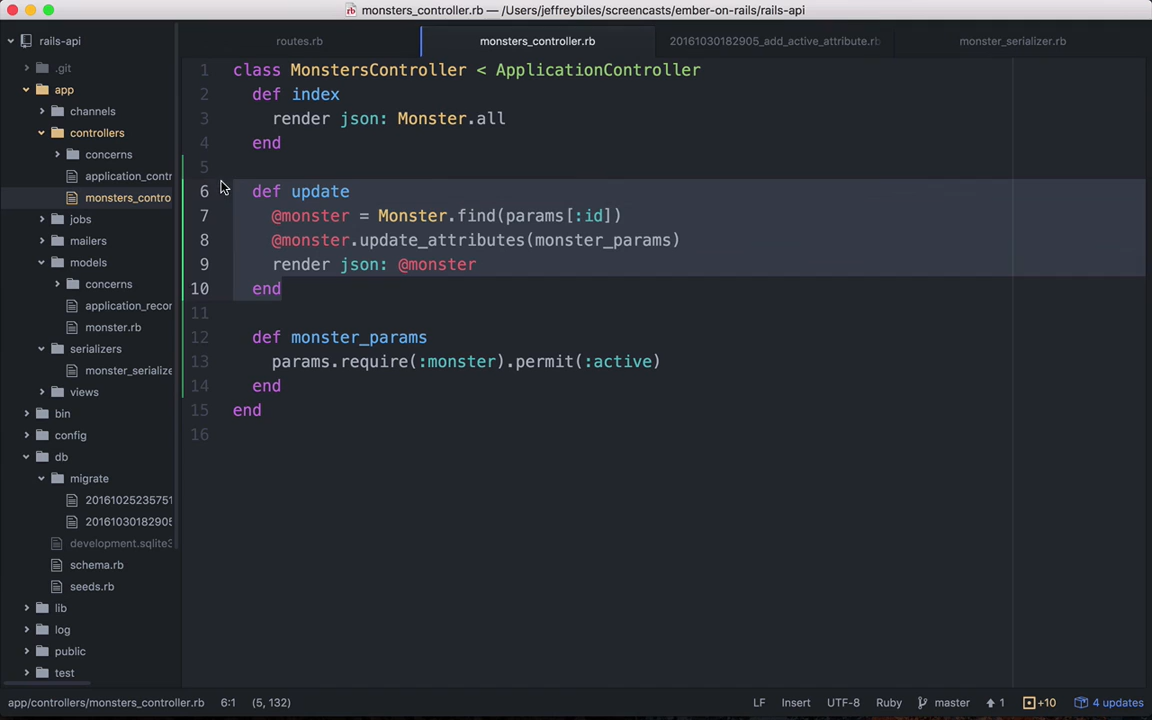 monsters_controller.rb — /Users/jeffreybiles/screencasts/ember-on-rails/rails-api
rails-api
routes.rb
monsters_controller.rb
20161030182905_add_active_attribute.rb
monster_serializer.rb
.git
app
channels
controllers
concerns
application_contr
monsters_contro
jobs
mailers
models
concerns
application_recor
monster.rb
serializers
monster_serialize
views
bin
config
db
migrate
20161025235751
20161030182905
development.sqlite3
schema.rb
seeds.rb
lib
log
public
test
1 class MonstersController < ApplicationController
2 def index
3 render json: Monster.all
4 end
5
6 def update
7 @monster = Monster.find(params[:id])
8 @monster.update_attributes(monster_params)
9 render json: @monster
10 end
11
12 def monster_params
13 params.require(:monster).permit(:active)
14 end
15 end
16
app/controllers/monsters_controller.rb 6:1 (5, 132) LF Insert UTF-8 Ruby master 1 +10 4 updates